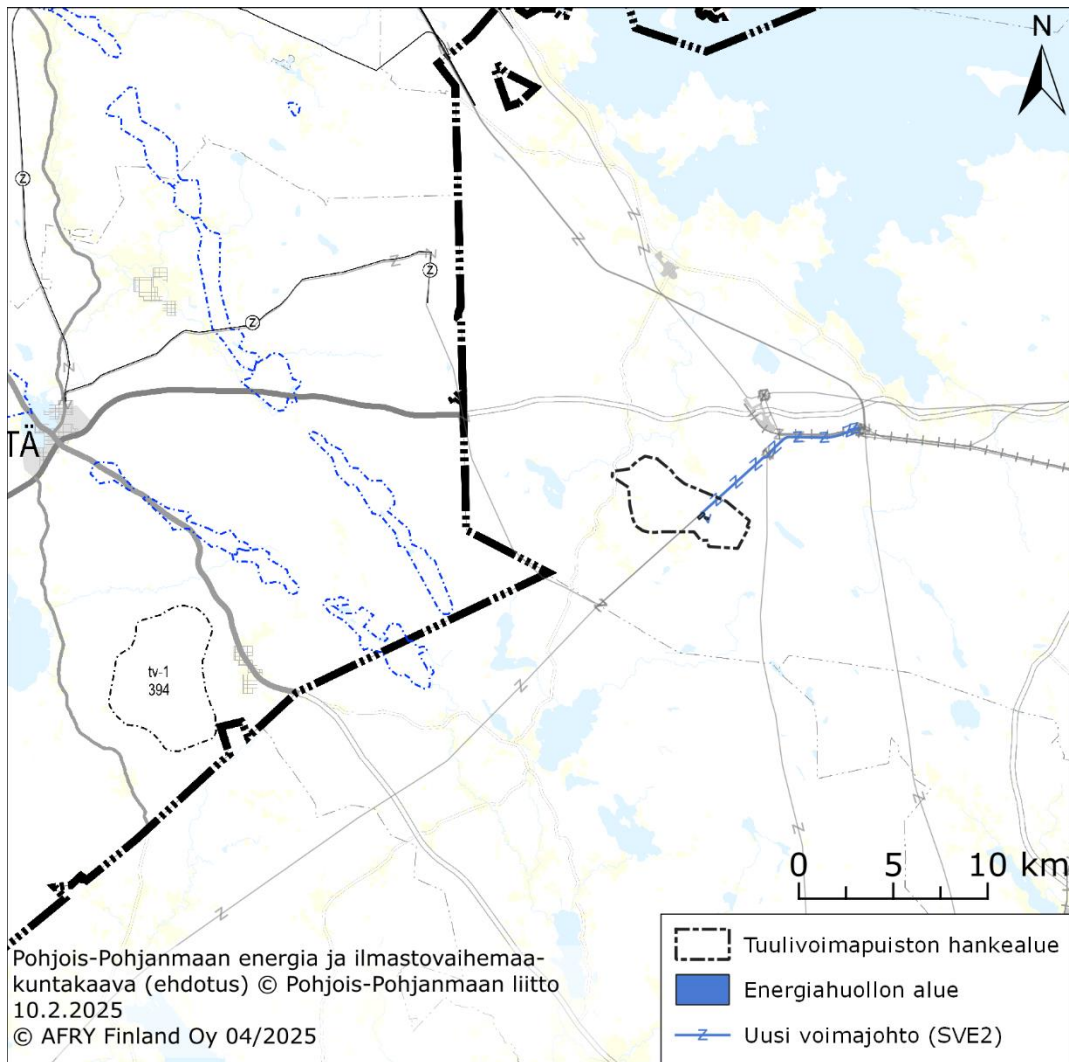 N
Z
Z
Z
Z
Z
Z
Z
Z
TÄ
Z
Z
Z
Z
Z
Z
Z
Z
tv-1
394
Z
Z
Z
Z
0 5 10 km
Pohjois-Pohjanmaan energia ja ilmastovaihemaa-
kuntakaava (ehdotus) © Pohjois-Pohjanmaan liitto
10.2.2025
© AFRY Finland Oy 04/2025
Tuulivoimapuiston hankealue
Energiahuollon alue
Z
Uusi voimajohto (SVE2)